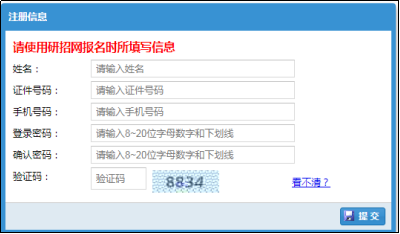 注册信息
请使用研招网报名时所填写信息
姓名： 请输入姓名
证件号码： 请输入证件号码
手机号码： 请输入手机号码
登录密码： 请输入8~20位字母数字和下划线
确认密码： 请输入8~20位字母数字和下划线
验证码： 验证码 8834 看不清？
提 交